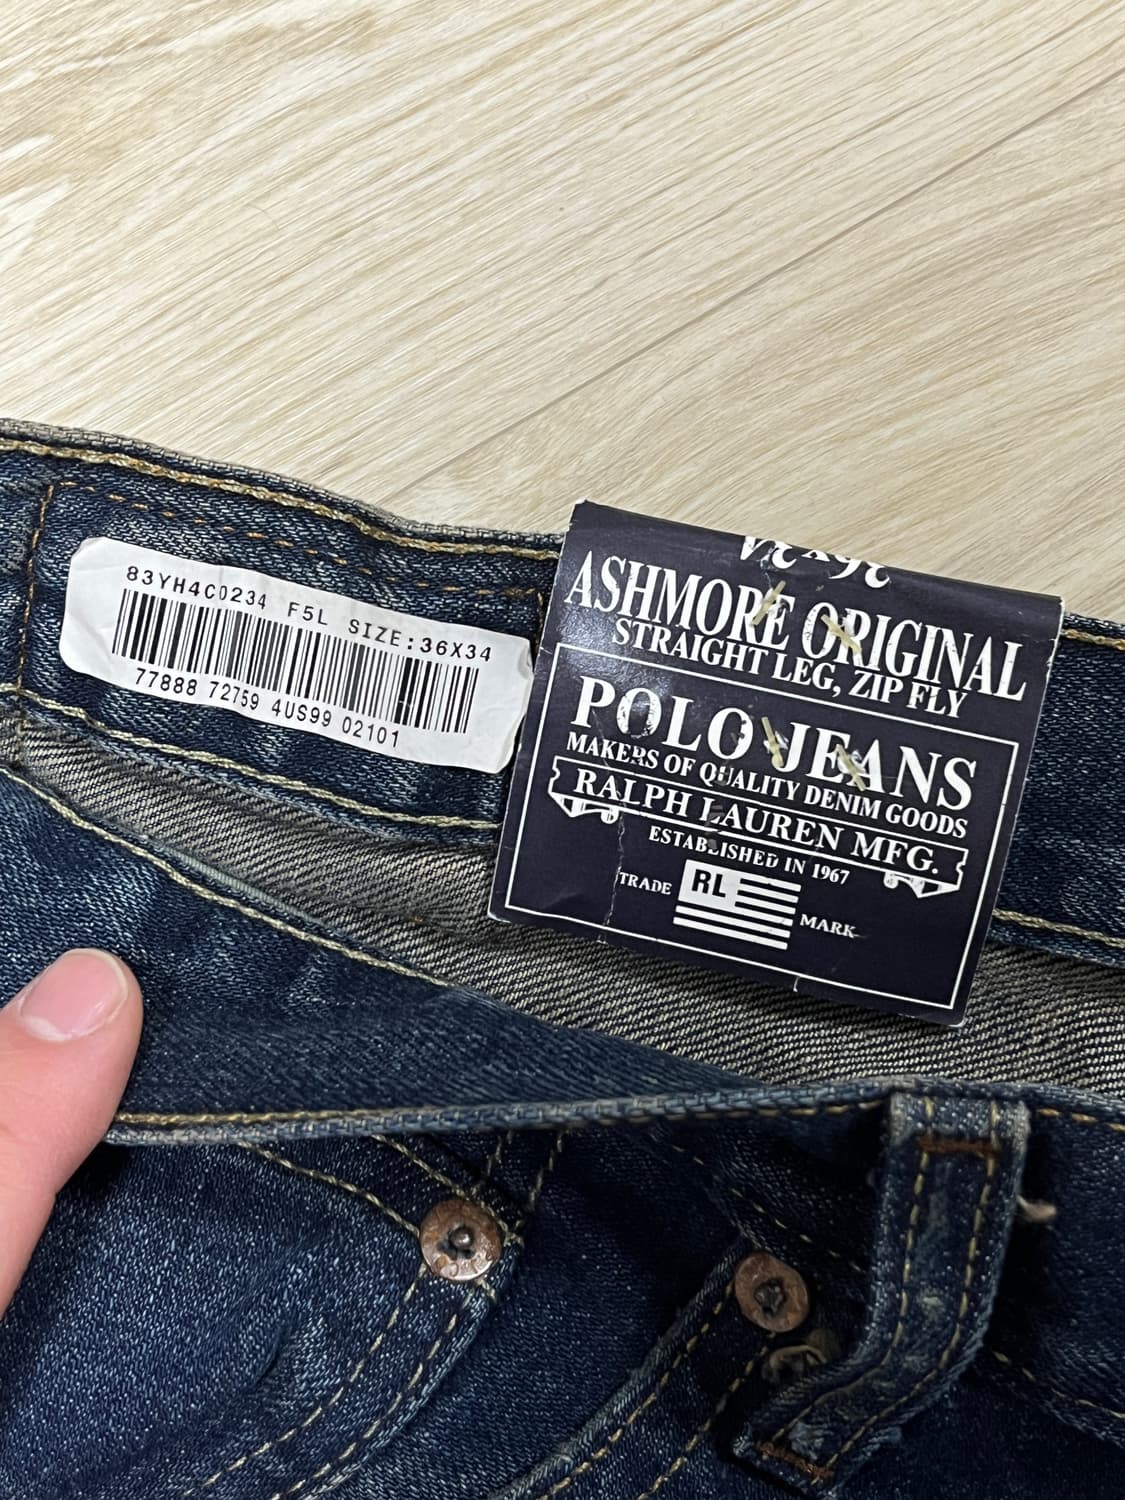 83YH4C0234 F5L SIZE:36X34
77888 72759 4US99 02101
36X34
ASHMORE ORIGINAL
STRAIGHT LEG, ZIP FLY
POLO JEANS
MAKERS OF QUALITY DENIM GOODS
RALPH LAUREN MFG.
ESTABLISHED IN 1967
TRADE RL MARK